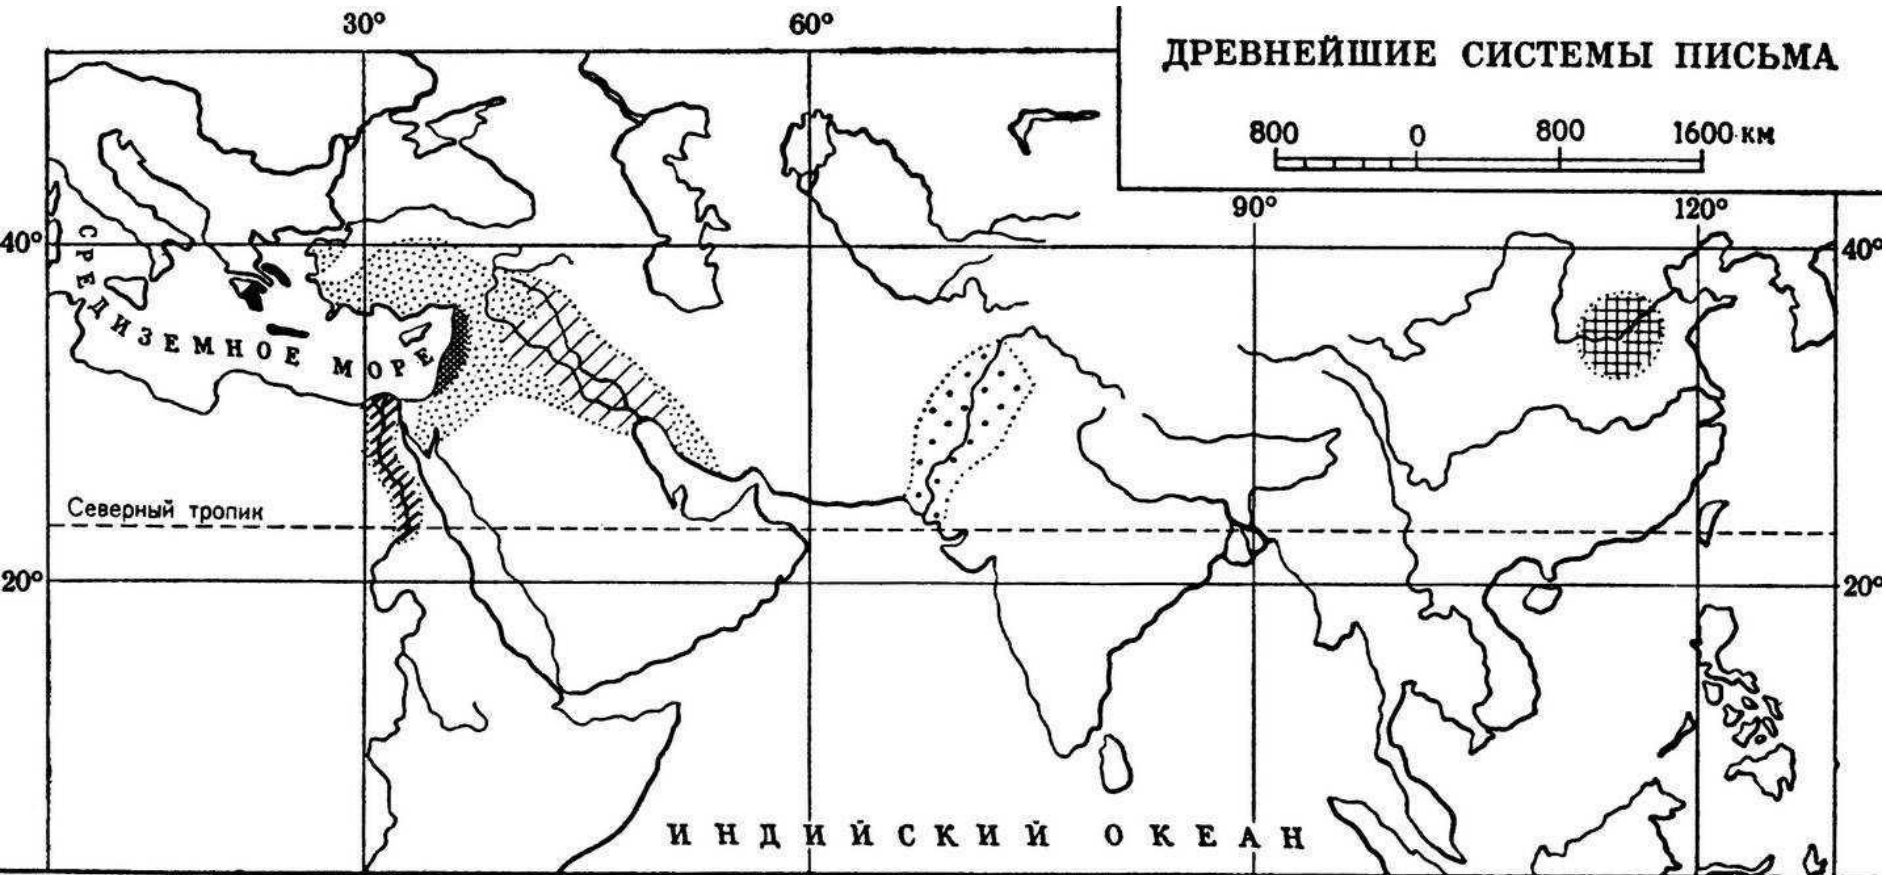 30° 60°
ДРЕВНЕЙШИЕ СИСТЕМЫ ПИСЬМА
800 0 800 1600 км
90° 120°
40° 40°
СРЕДИЗЕМНОЕ МОРЕ
Северный тропик
20° 20°
ИНДИЙСКИЙ ОКЕАН